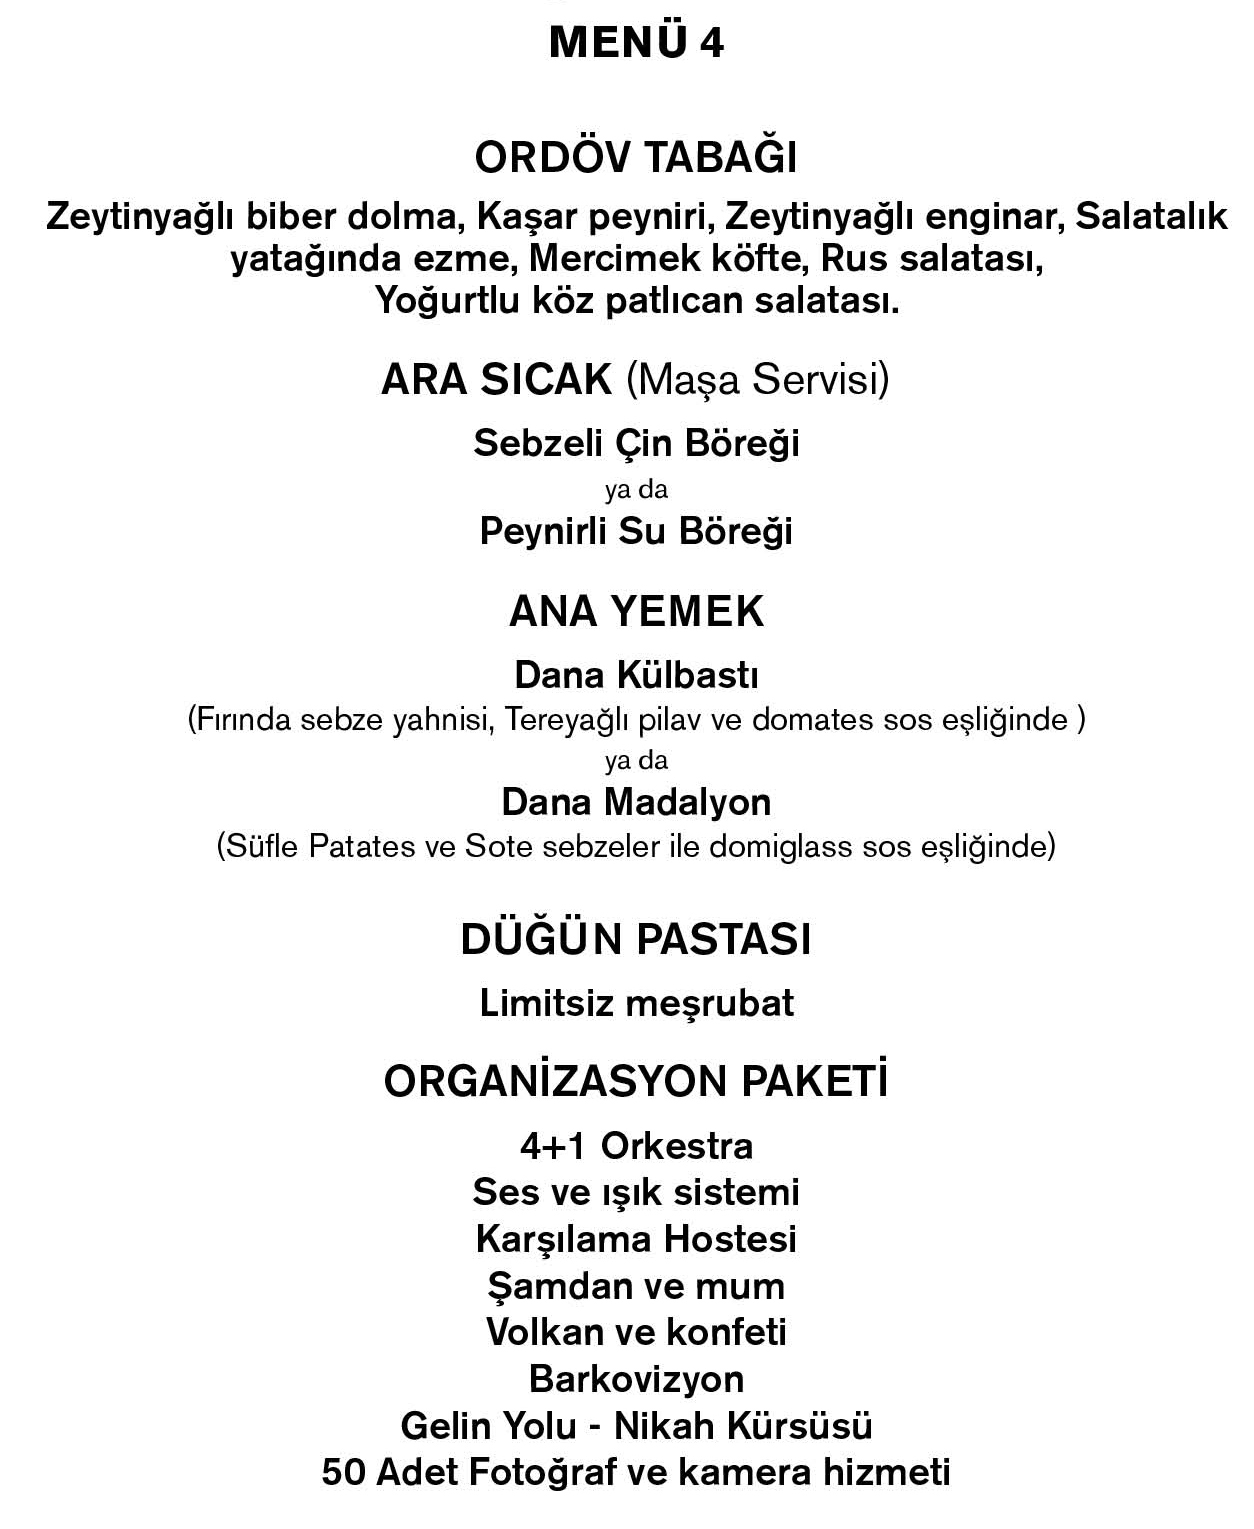 MENÜ 4
ORDÖV TABAĞI
Zeytinyağlı biber dolma, Kaşar peyniri, Zeytinyağlı enginar, Salatalık
yatağında ezme, Mercimek köfte, Rus salatası,
Yoğurtlu köz patlıcan salatası.
ARA SICAK (Maşa Servisi)
Sebzeli Çin Böreği
ya da
Peynirli Su Böreği
ANA YEMEK
Dana Külbastı
(Fırında sebze yahnisi, Tereyağlı pilav ve domates sos eşliğinde )
ya da
Dana Madalyon
(Süfle Patates ve Sote sebzeler ile domiglass sos eşliğinde)
DÜĞÜN PASTASI
Limitsiz meşrubat
ORGANİZASYON PAKETİ
4+1 Orkestra
Ses ve ışık sistemi
Karşılama Hostesi
Şamdan ve mum
Volkan ve konfeti
Barkovizyon
Gelin Yolu - Nikah Kürsüsü
50 Adet Fotoğraf ve kamera hizmeti